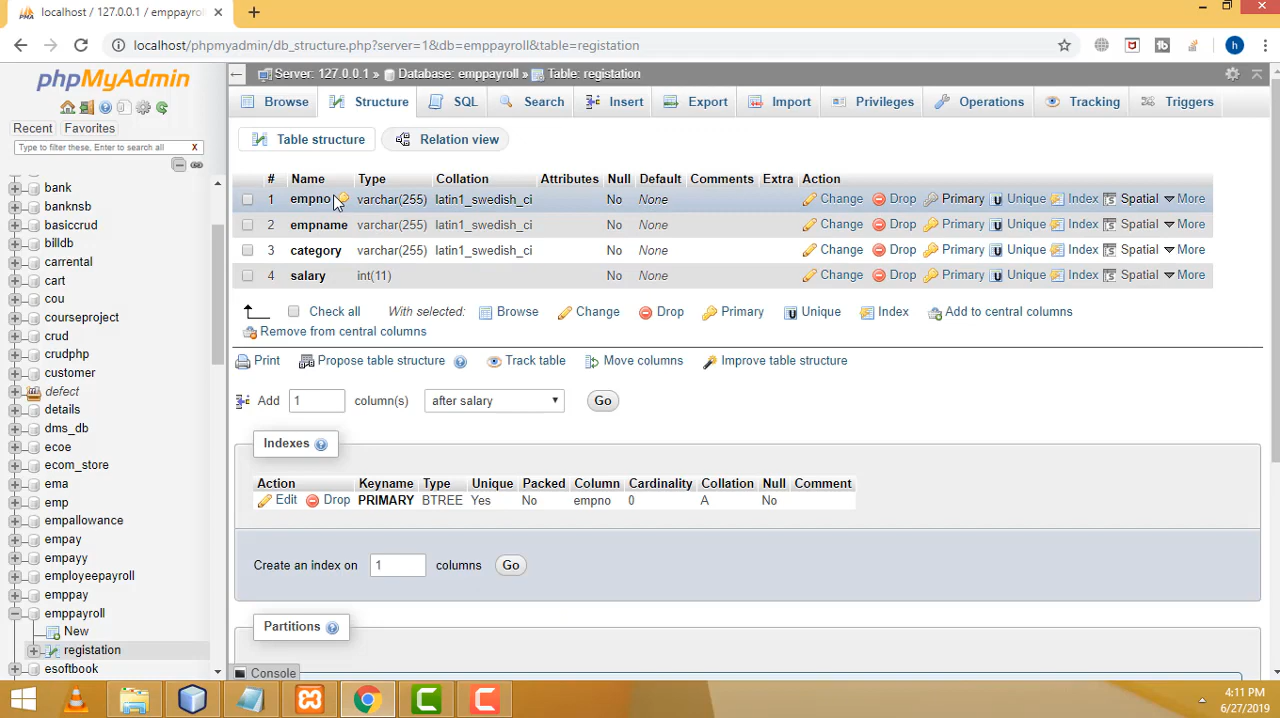 localhost / 127.0.0.1 / emppayro
localhost/phpmyadmin/db_structure.php?server=1&db=emppayroll&table=registation
h
phpMyAdmin
Server: 127.0.0.1 » Database: emppayroll » Table: registation
Browse Structure SQL Search Insert Export Import Privileges Operations Tracking Triggers
Recent Favorites
Type to filter these, Enter to search all X
Table structure Relation view
# Name Type Collation Attributes Null Default Comments Extra Action
1 empno varchar(255) latin1_swedish_ci No None Change Drop Primary Unique Index Spatial More
2 empname varchar(255) latin1_swedish_ci No None Change Drop Primary Unique Index Spatial More
3 category varchar(255) latin1_swedish_ci No None Change Drop Primary Unique Index Spatial More
4 salary int(11) No None Change Drop Primary Unique Index Spatial More
Check all With selected: Browse Change Drop Primary Unique Index Add to central columns
Remove from central columns
Print Propose table structure Track table Move columns Improve table structure
Add 1 column(s) after salary Go
Indexes
Action Keyname Type Unique Packed Column Cardinality Collation Null Comment
Edit Drop PRIMARY BTREE Yes No empno 0 A No
Create an index on 1 columns Go
Partitions
Console
bank
banknsb
basiccrud
billdb
carrental
cart
cou
courseproject
crud
crudphp
customer
defect
details
dms_db
ecoe
ecom_store
ema
emp
empallowance
empay
empayy
employeepayroll
emppay
emppayroll
New
registation
esoftbook
4:11 PM
6/27/2019